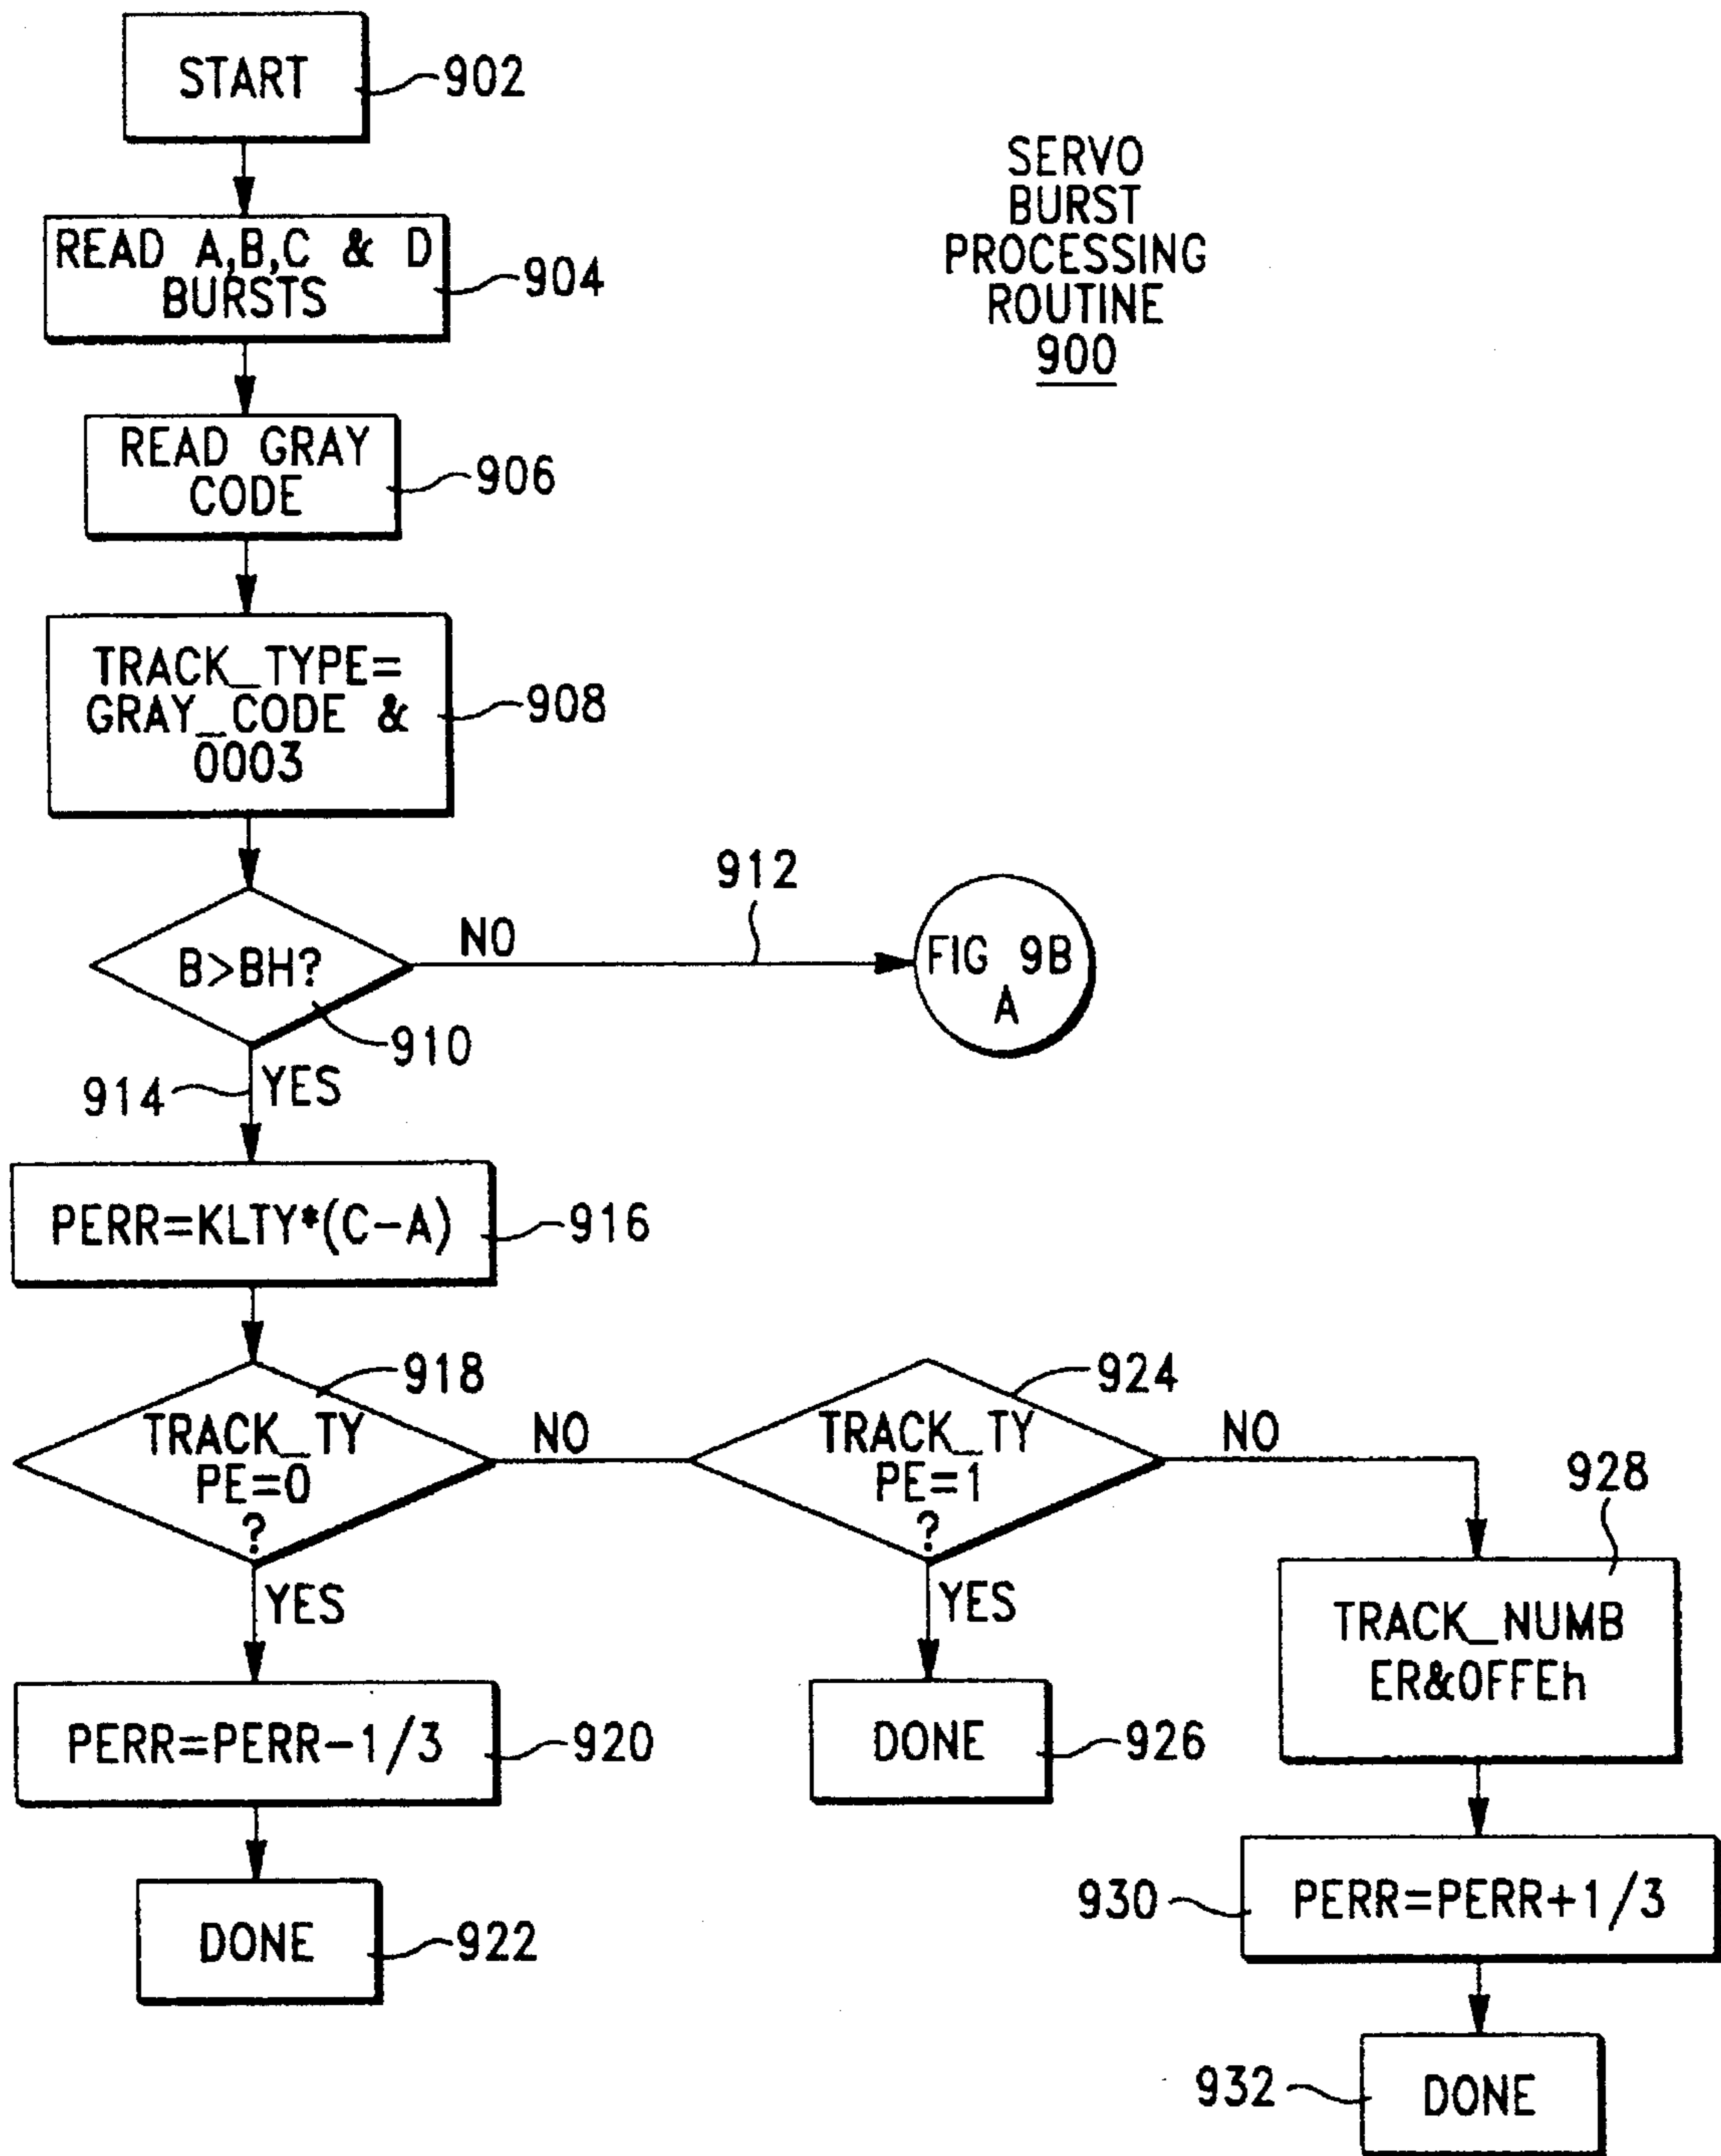 START
902
SERVO
BURST
PROCESSING
ROUTINE
900
READ A,B,C & D
BURSTS
904
READ GRAY
CODE
906
TRACK_TYPE=
GRAY_CODE &
0003
908
B>BH?
910
NO
912
FIG 9B
A
914
YES
PERR=KLTY*(C-A)
916
918
TRACK_TY
PE=0
?
NO
924
TRACK_TY
PE=1
?
NO
928
YES
YES
TRACK_NUMB
ER&0FFEh
PERR=PERR-1/3
920
DONE
926
930
PERR=PERR+1/3
DONE
922
932
DONE